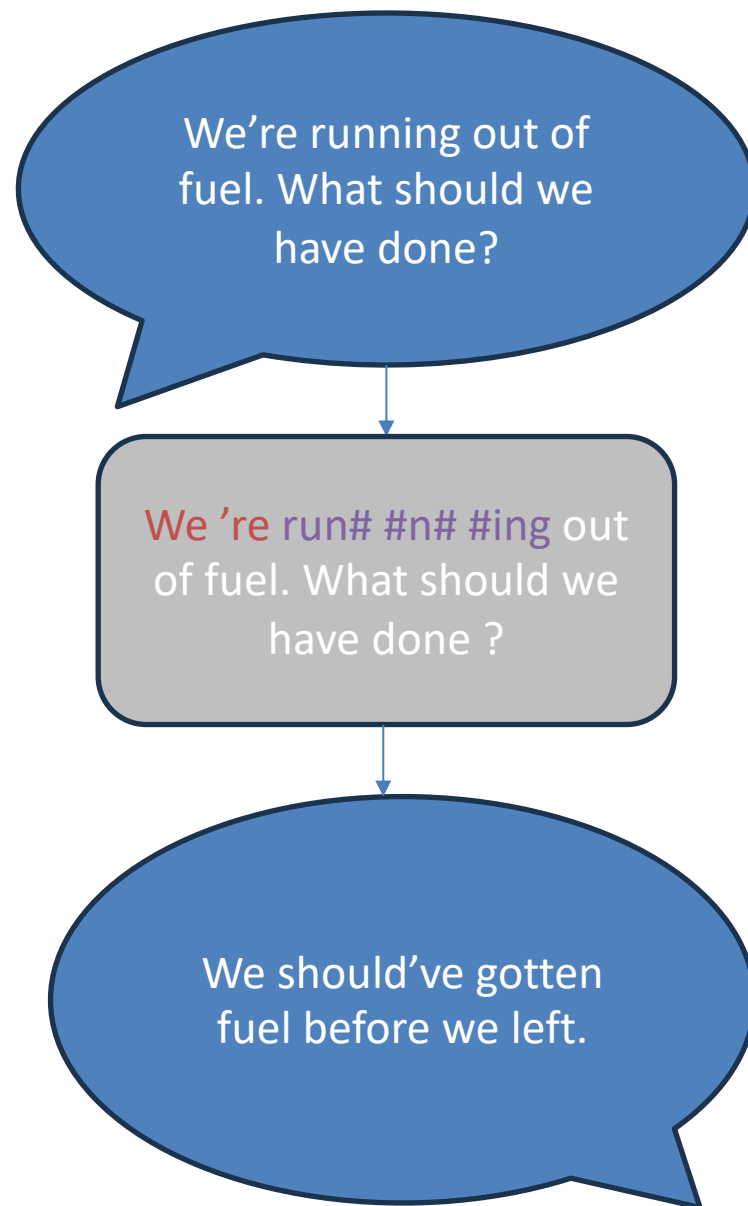 We’re running out of
fuel. What should we
have done?
We ’re run# #n# #ing out
of fuel. What should we
have done ?
We should’ve gotten
fuel before we left.